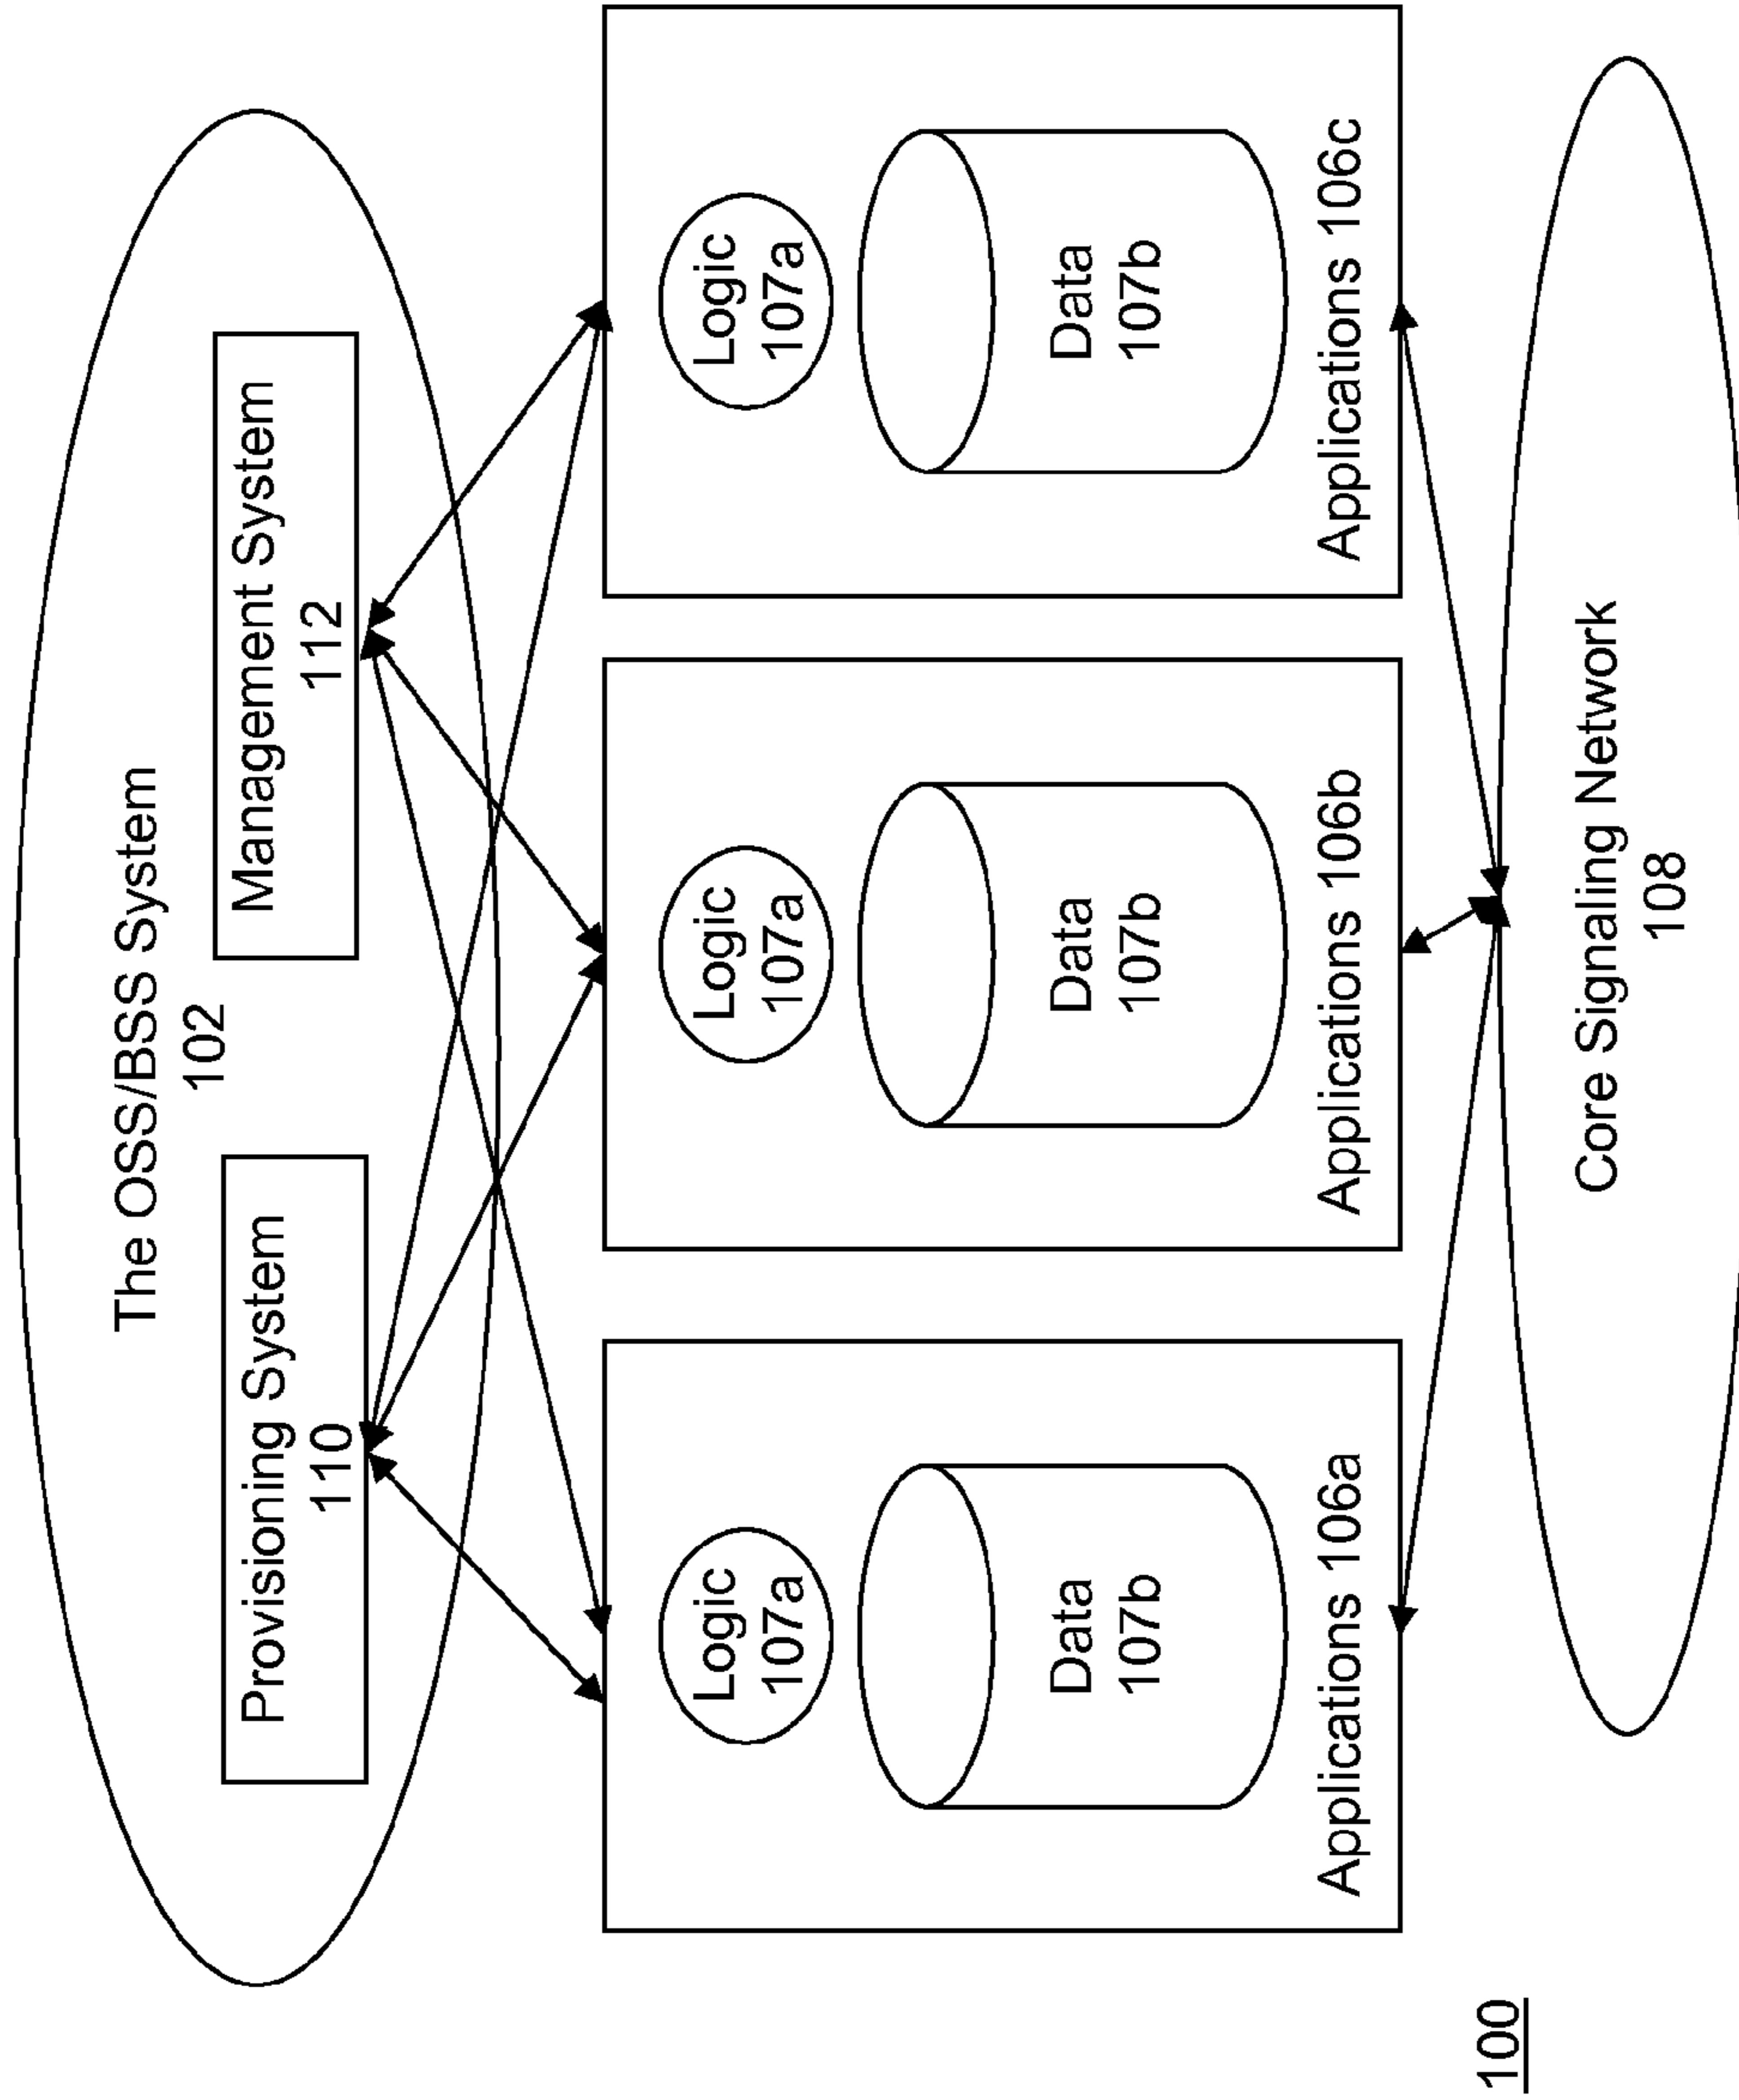 The OSS/BSS System
102
Provisioning System
110
Management System
112
Logic
107a
Data
107b
Applications 106a
Logic
107a
Data
107b
Applications 106b
Logic
107a
Data
107b
Applications 106c
Core Signaling Network
108
100